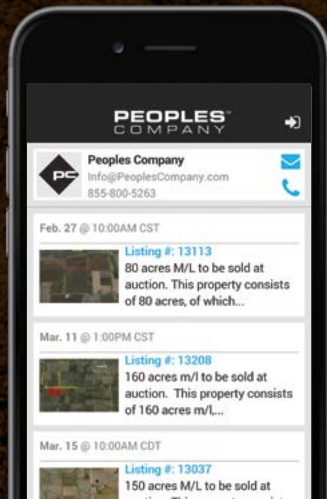 PEOPLES™
COMPANY
PC
Peoples Company
Info@PeoplesCompany.com
855-800-5263
Feb. 27 @ 10:00AM CST
Listing #: 13113
80 acres M/L to be sold at
auction. This property consists
of 80 acres, of which...
Mar. 11 @ 1:00PM CST
Listing #: 13208
160 acres m/l to be sold at
auction.  This property consists
of 160 acres m/l,...
Mar. 15 @ 10:00AM CDT
Listing #: 13037
150 acres M/L to be sold at